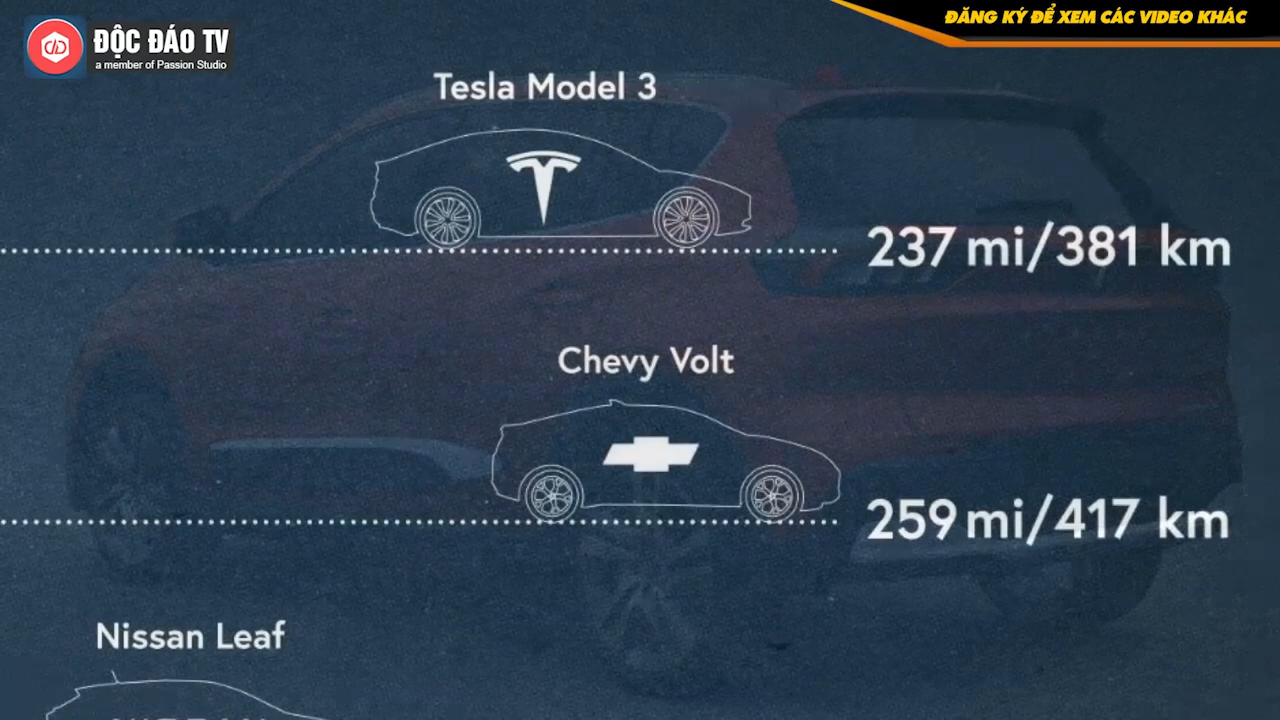 ĐĂNG KÝ ĐỂ XEM CÁC VIDEO KHÁC
ĐỘC ĐÁO TV
a member of Passion Studio
Tesla Model 3
237 mi/381 km
Chevy Volt
259 mi/417 km
Nissan Leaf